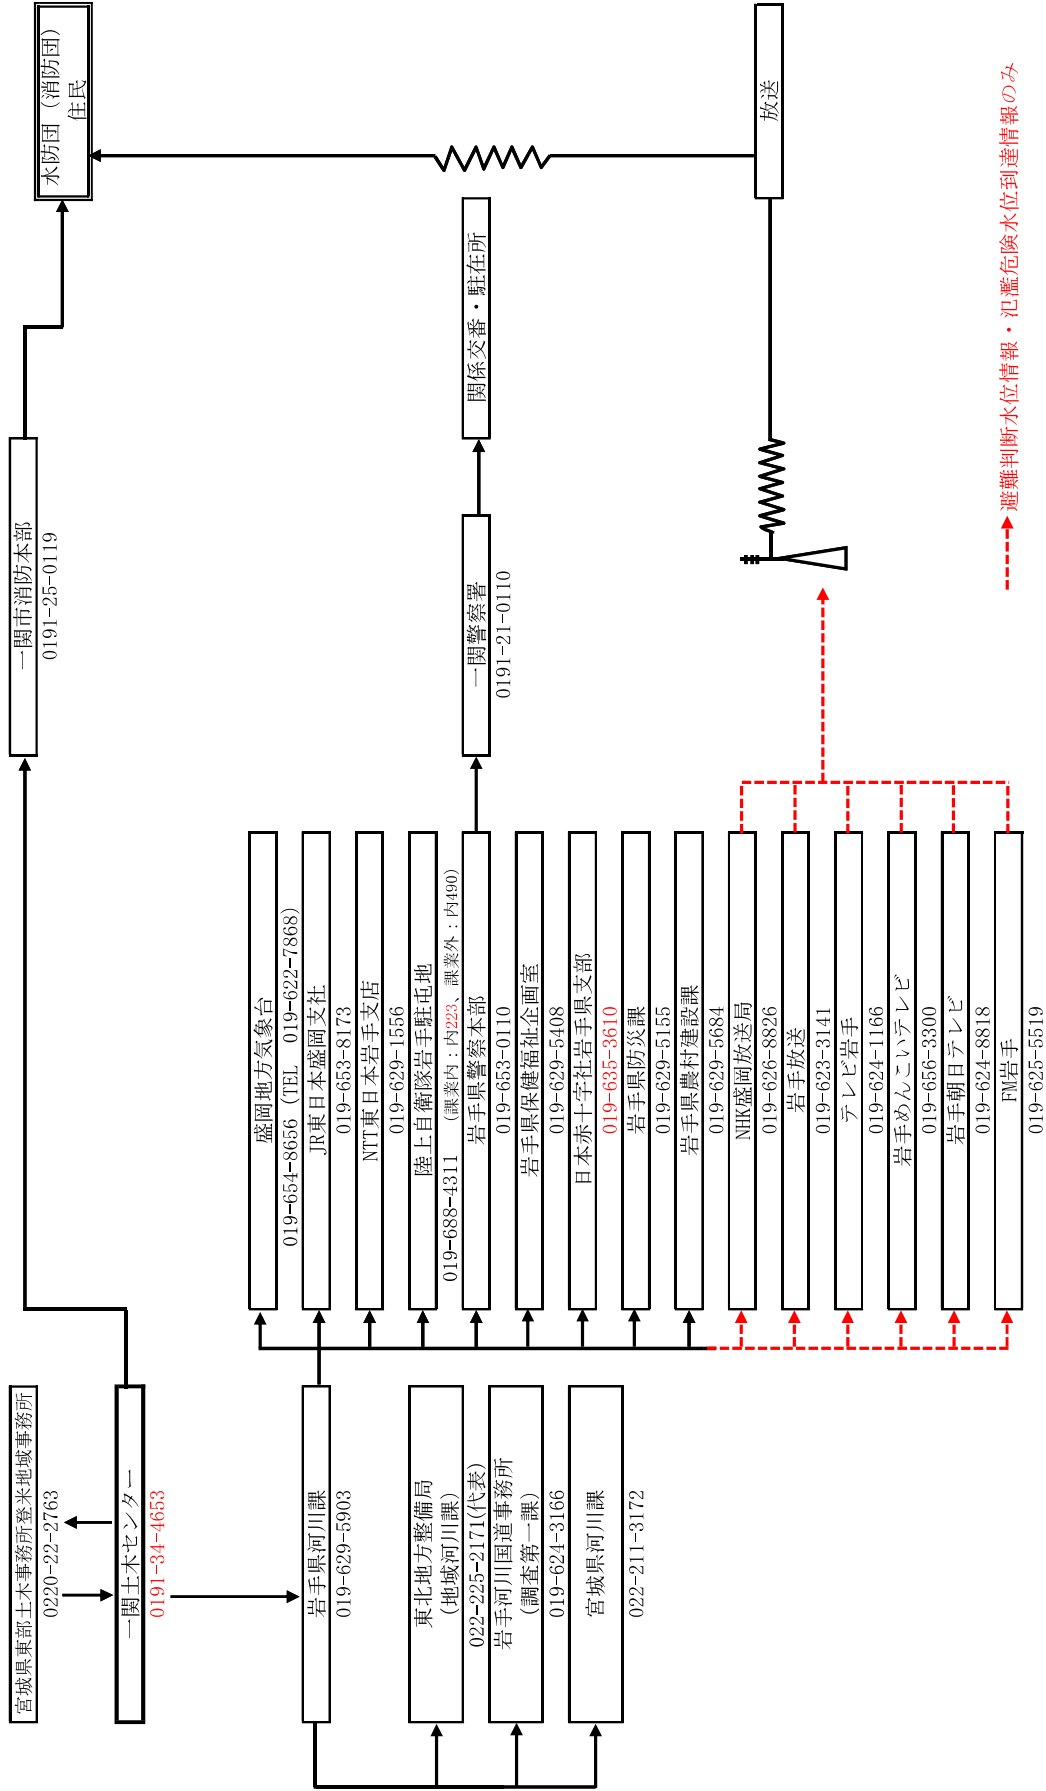 宮城県東部土木事務所登米地域事務所
0220-22-2763
一関土木センター
0191-34-4653
岩手県河川課
019-629-5903
東北地方整備局
(地域河川課)
022-225-2171(代表)
岩手河川国道事務所
(調査第一課)
019-624-3166
宮城県河川課
022-211-3172
盛岡地方気象台
019-654-8656 (TEL 019-622-7868)
JR東日本盛岡支社
019-653-8173
NTT東日本岩手支店
019-629-1556
陸上自衛隊岩手駐屯地
019-688-4311 (課業内:内223、課業外:内490)
岩手県警察本部
019-653-0110
岩手県保健福祉企画室
019-629-5408
日本赤十字社岩手県支部
019-635-3610
岩手県防災課
019-629-5155
岩手県農村建設課
019-629-5684
NHK盛岡放送局
019-626-8826
岩手放送
019-623-3141
テレビ岩手
019-624-1166
岩手めんこいテレビ
019-656-3300
岩手朝日テレビ
019-624-8818
FM岩手
019-625-5519
一関市消防本部
0191-25-0119
一関警察署
0191-21-0110
関係交番・駐在所
水防団(消防団)
住民
放送
避難判断水位情報・氾濫危険水位到達情報のみ